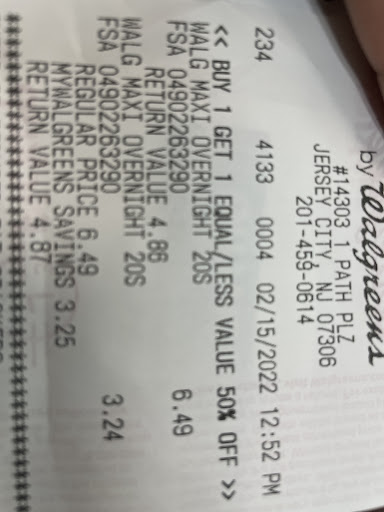 by Walgreens
#14303 1 PATH PLZ
JERSEY CITY, NJ 07306
201-459-0614
234 4133 0004 02/15/2022 12:52 PM
<< BUY 1 GET 1 EQUAL/LESS VALUE 50% OFF >>
WALG MAXI OVERNIGHT 20S
FSA 04902263290 6.49
RETURN VALUE 4.86
WALG MAXI OVERNIGHT 20S
FSA 04902263290 3.24
REGULAR PRICE 6.49
MYWALGREENS SAVINGS 3.25
RETURN VALUE 4.87